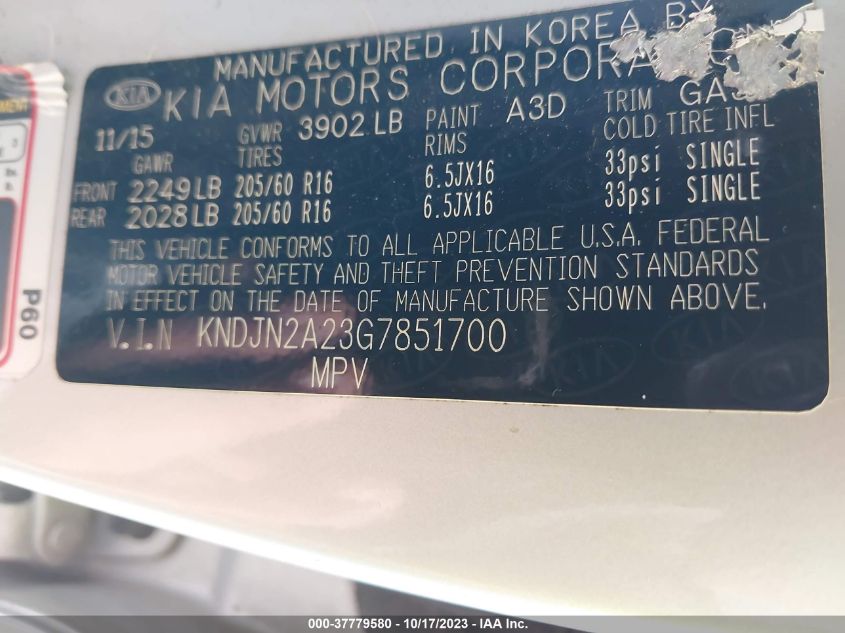 MANUFACTURED IN KOREA BY
KIA KIA MOTORS CORPORA ON
11/15 GVWR 3902 LB PAINT A3D TRIM
GAWR TIRES RIMS COLD TIRE INFL
FRONT 2249 LB 205/60 R16 6.5JX16 33psi SINGLE
REAR 2028 LB 205/60 R16 6.5JX16 33psi SINGLE
THIS VEHICLE CONFORMS TO ALL APPLICABLE U.S.A. FEDERAL
MOTOR VEHICLE SAFETY AND THEFT PREVENTION STANDARDS
IN EFFECT ON THE DATE OF MANUFACTURE SHOWN ABOVE.
V.I.N KNDJN2A23G7851700
MPV
P60
000-37779580 - 10/17/2023 - IAA Inc.